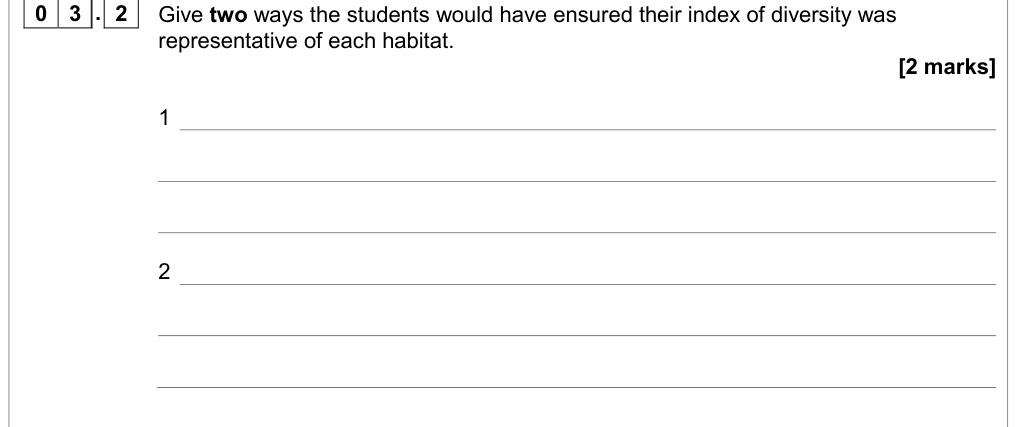 0 3 . 2 Give two ways the students would have ensured their index of diversity was
representative of each habitat.
[2 marks]
1
2